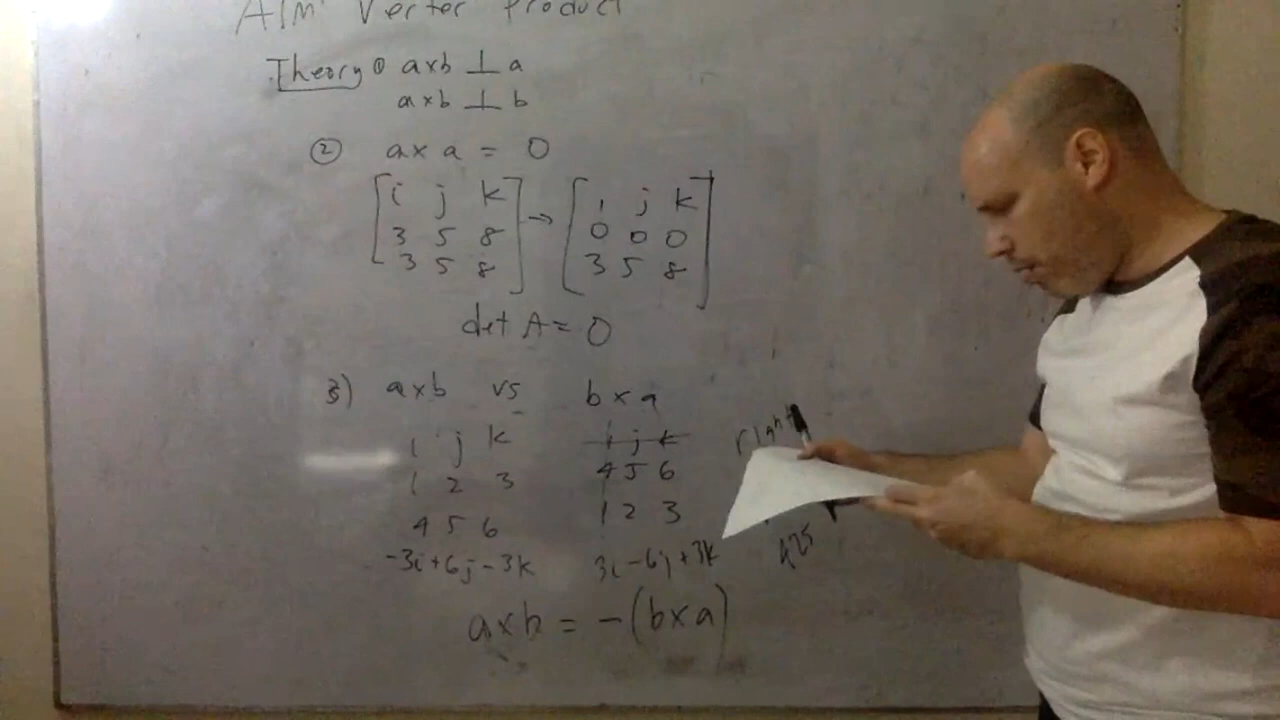 AIM Vector Product
Theory ① a x b ⊥ a
a x b ⊥ b
② a x a = 0
[i j k → [i j k
3 5 8 0 0 0
3 5 8] 3 5 8]
det A = 0
3) a x b vs b x a
i j k i j k
1 2 3 4 5 6
4 5 6 1 2 3
-3i+6j-3k 3i-6j+3k
a x b = -(b x a)
right
425